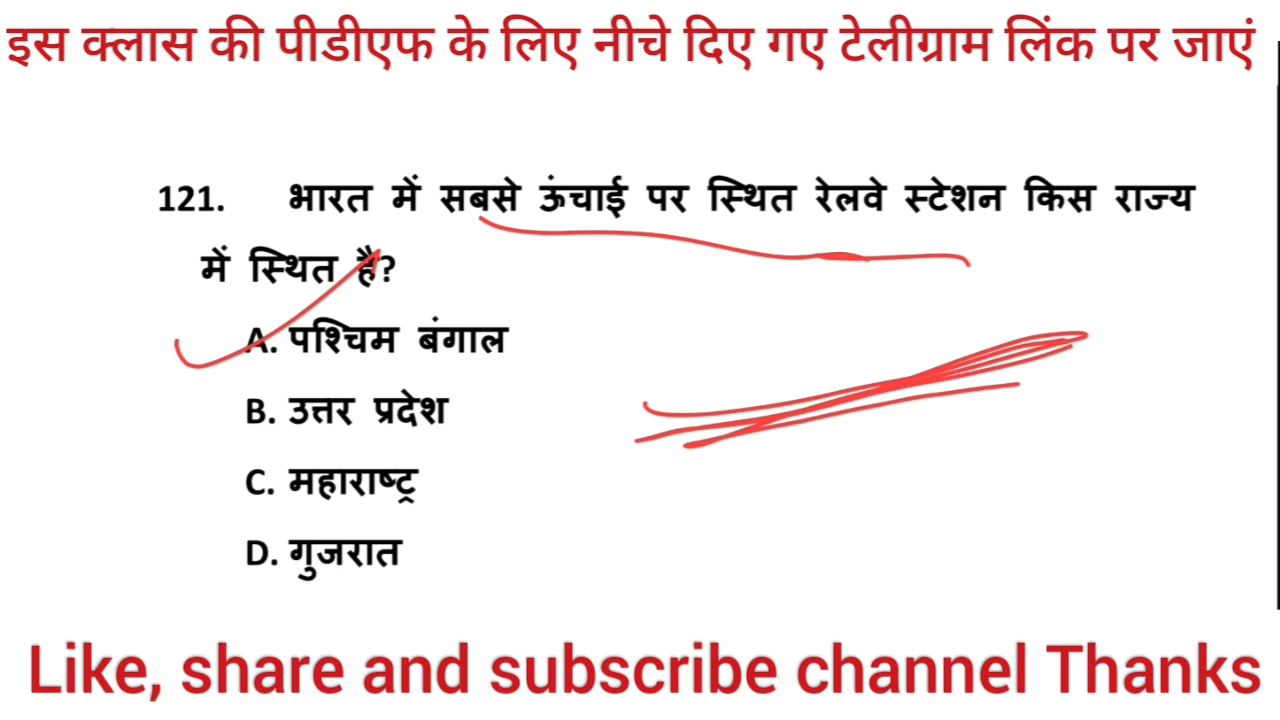 इस क्लास की पीडीएफ के लिए नीचे दिए गए टेलीग्राम लिंक पर जाएं
121. भारत में सबसे ऊंचाई पर स्थित रेलवे स्टेशन किस राज्य
में स्थित है?
A. पश्चिम बंगाल
B. उत्तर प्रदेश
C. महाराष्ट्र
D. गुजरात
Like, share and subscribe channel Thanks